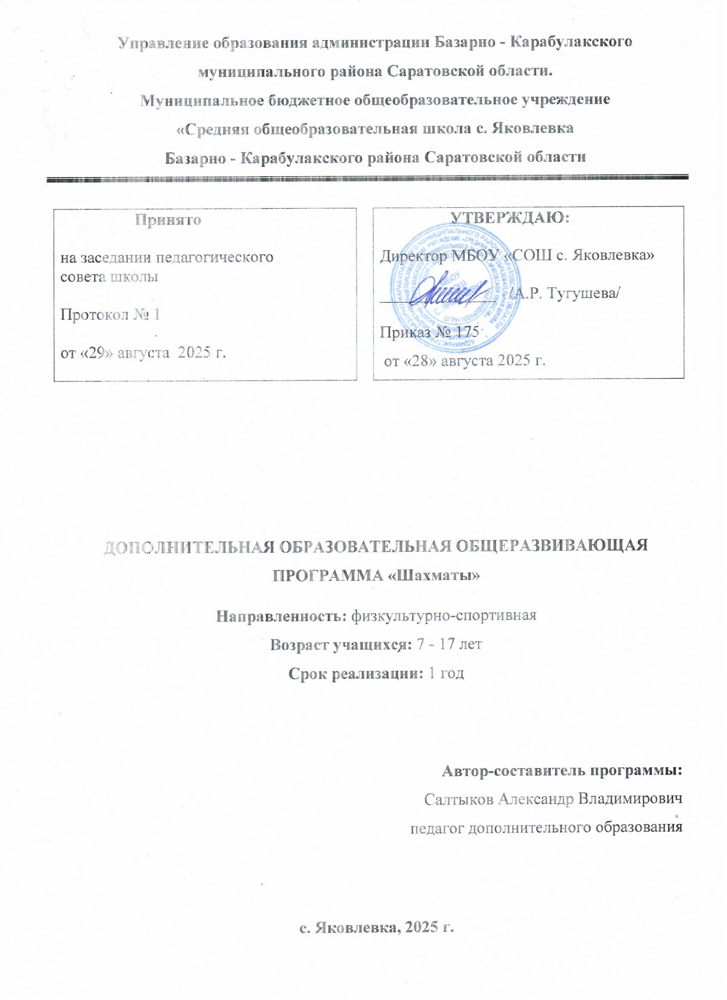 Управление образования администрации Базарно - Карабулакского
муниципального района Саратовской области.
Муниципальное бюджетное общеобразовательное учреждение
«Средняя общеобразовательная школа с. Яковлевка
Базарно - Карабулакского района Саратовской области
Принято
на заседании педагогического
совета школы
Протокол № 1
от «29» августа 2025 г.
УТВЕРЖДАЮ:
Директор МБОУ «СОШ с. Яковлевка»
/А.Р. Тугушева/
Приказ № 175
от «28» августа 2025 г.
ДОПОЛНИТЕЛЬНАЯ ОБРАЗОВАТЕЛЬНАЯ ОБЩЕРАЗВИВАЮЩАЯ
ПРОГРАММА «Шахматы»
Направленность: физкультурно-спортивная
Возраст учащихся: 7 - 17 лет
Срок реализации: 1 год
Автор-составитель программы:
Салтыков Александр Владимирович
педагог дополнительного образования
с. Яковлевка, 2025 г.